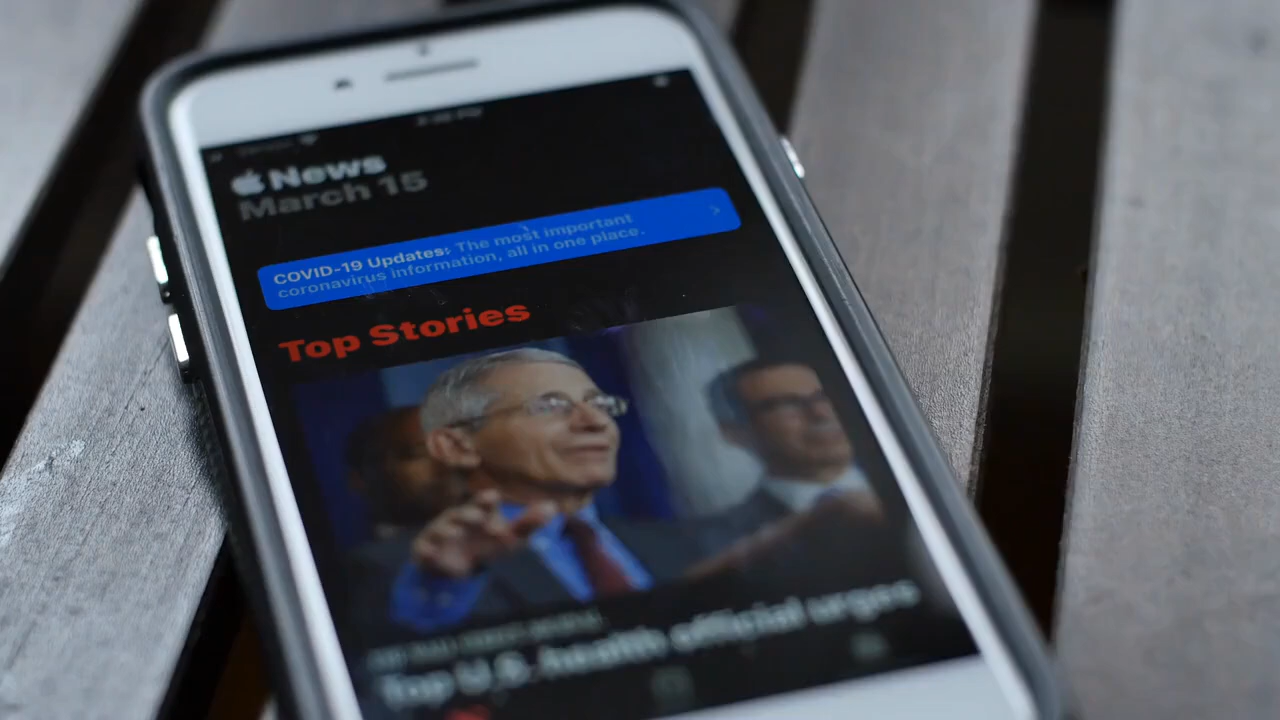 News
March 15
COVID-19 Updates: The most important
coronavirus information, all in one place.
Top Stories
Top U.S. health official urges